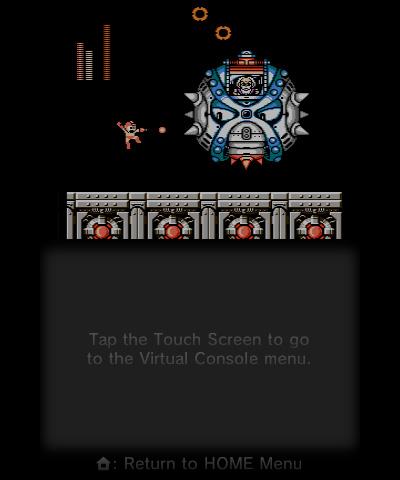 Tap the Touch Screen to go
to the Virtual Console menu.
: Return to HOME Menu